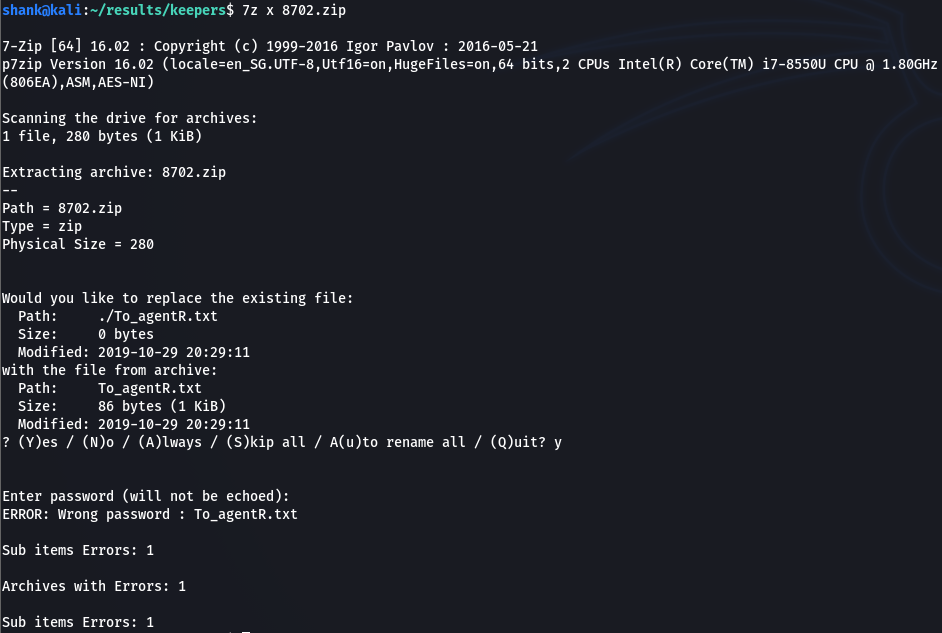 shank@kali:~/results/keepers$ 7z x 8702.zip
7-Zip [64] 16.02 : Copyright (c) 1999-2016 Igor Pavlov : 2016-05-21
p7zip Version 16.02 (locale=en_SG.UTF-8,Utf16=on,HugeFiles=on,64 bits,2 CPUs Intel(R) Core(TM) i7-8550U CPU @ 1.80GHz
(806EA),ASM,AES-NI)
Scanning the drive for archives:
1 file, 280 bytes (1 KiB)
Extracting archive: 8702.zip
--
Path = 8702.zip
Type = zip
Physical Size = 280
Would you like to replace the existing file:
  Path:     ./To_agentR.txt
  Size:     0 bytes
  Modified: 2019-10-29 20:29:11
with the file from archive:
  Path:     To_agentR.txt
  Size:     86 bytes (1 KiB)
  Modified: 2019-10-29 20:29:11
? (Y)es / (N)o / (A)lways / (S)kip all / A(u)to rename all / (Q)uit? y
Enter password (will not be echoed):
ERROR: Wrong password : To_agentR.txt
Sub items Errors: 1
Archives with Errors: 1
Sub items Errors: 1